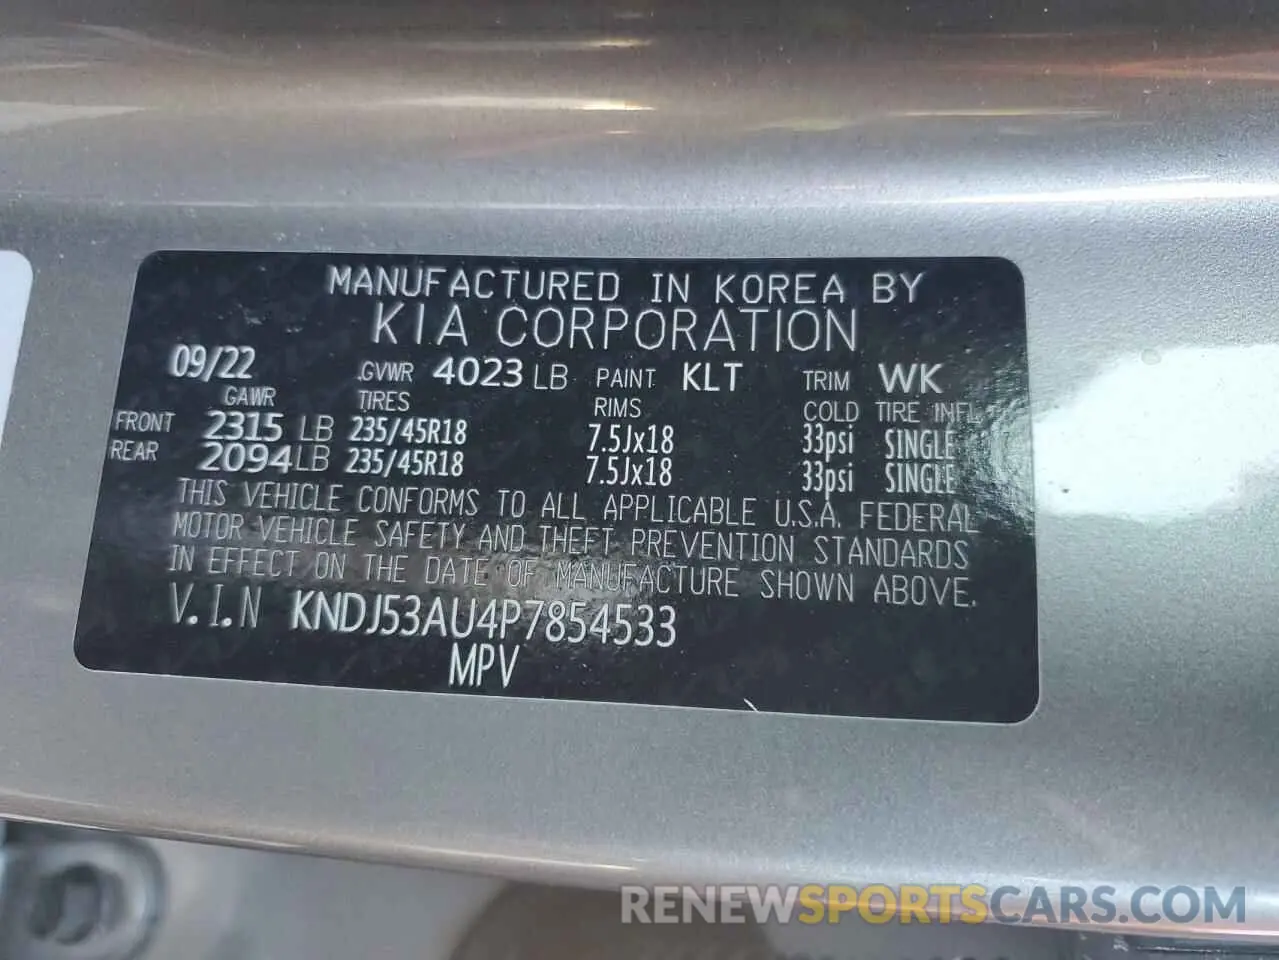 MANUFACTURED IN KOREA BY
KIA CORPORATION
09/22 GVWR 4023 LB PAINT KLT TRIM WK
GAWR TIRES RIMS COLD TIRE INFL
FRONT 2315 LB 235/45R18 7.5Jx18 33psi SINGLE
REAR 2094 LB 235/45R18 7.5Jx18 33psi SINGLE
THIS VEHICLE CONFORMS TO ALL APPLICABLE U.S.A. FEDERAL
MOTOR VEHICLE SAFETY AND THEFT PREVENTION STANDARDS
IN EFFECT ON THE DATE OF MANUFACTURE SHOWN ABOVE.
V.I.N KNDJ53AU4P7854533
MPV
RENEWSPORTSCARS.COM